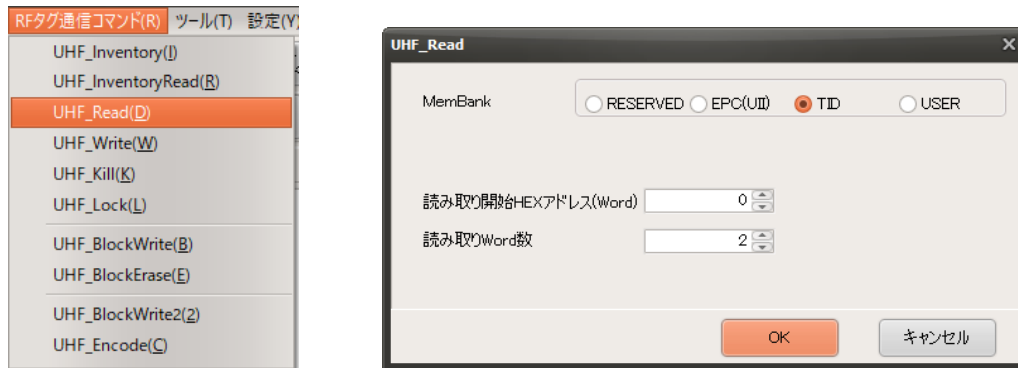 RFタグ通信コマンド(R) ツール(T) 設定(Y)
UHF_Inventory(I)
UHF_InventoryRead(R)
UHF_Read(D)
UHF_Write(W)
UHF_Kill(K)
UHF_Lock(L)
UHF_BlockWrite(B)
UHF_BlockErase(E)
UHF_BlockWrite2(2)
UHF_Encode(C)
UHF_Read
MemBank RESERVED EPC(UII) TID USER
読み取り開始HEXアドレス(Word) 0
読み取りWord数 2
OK キャンセル